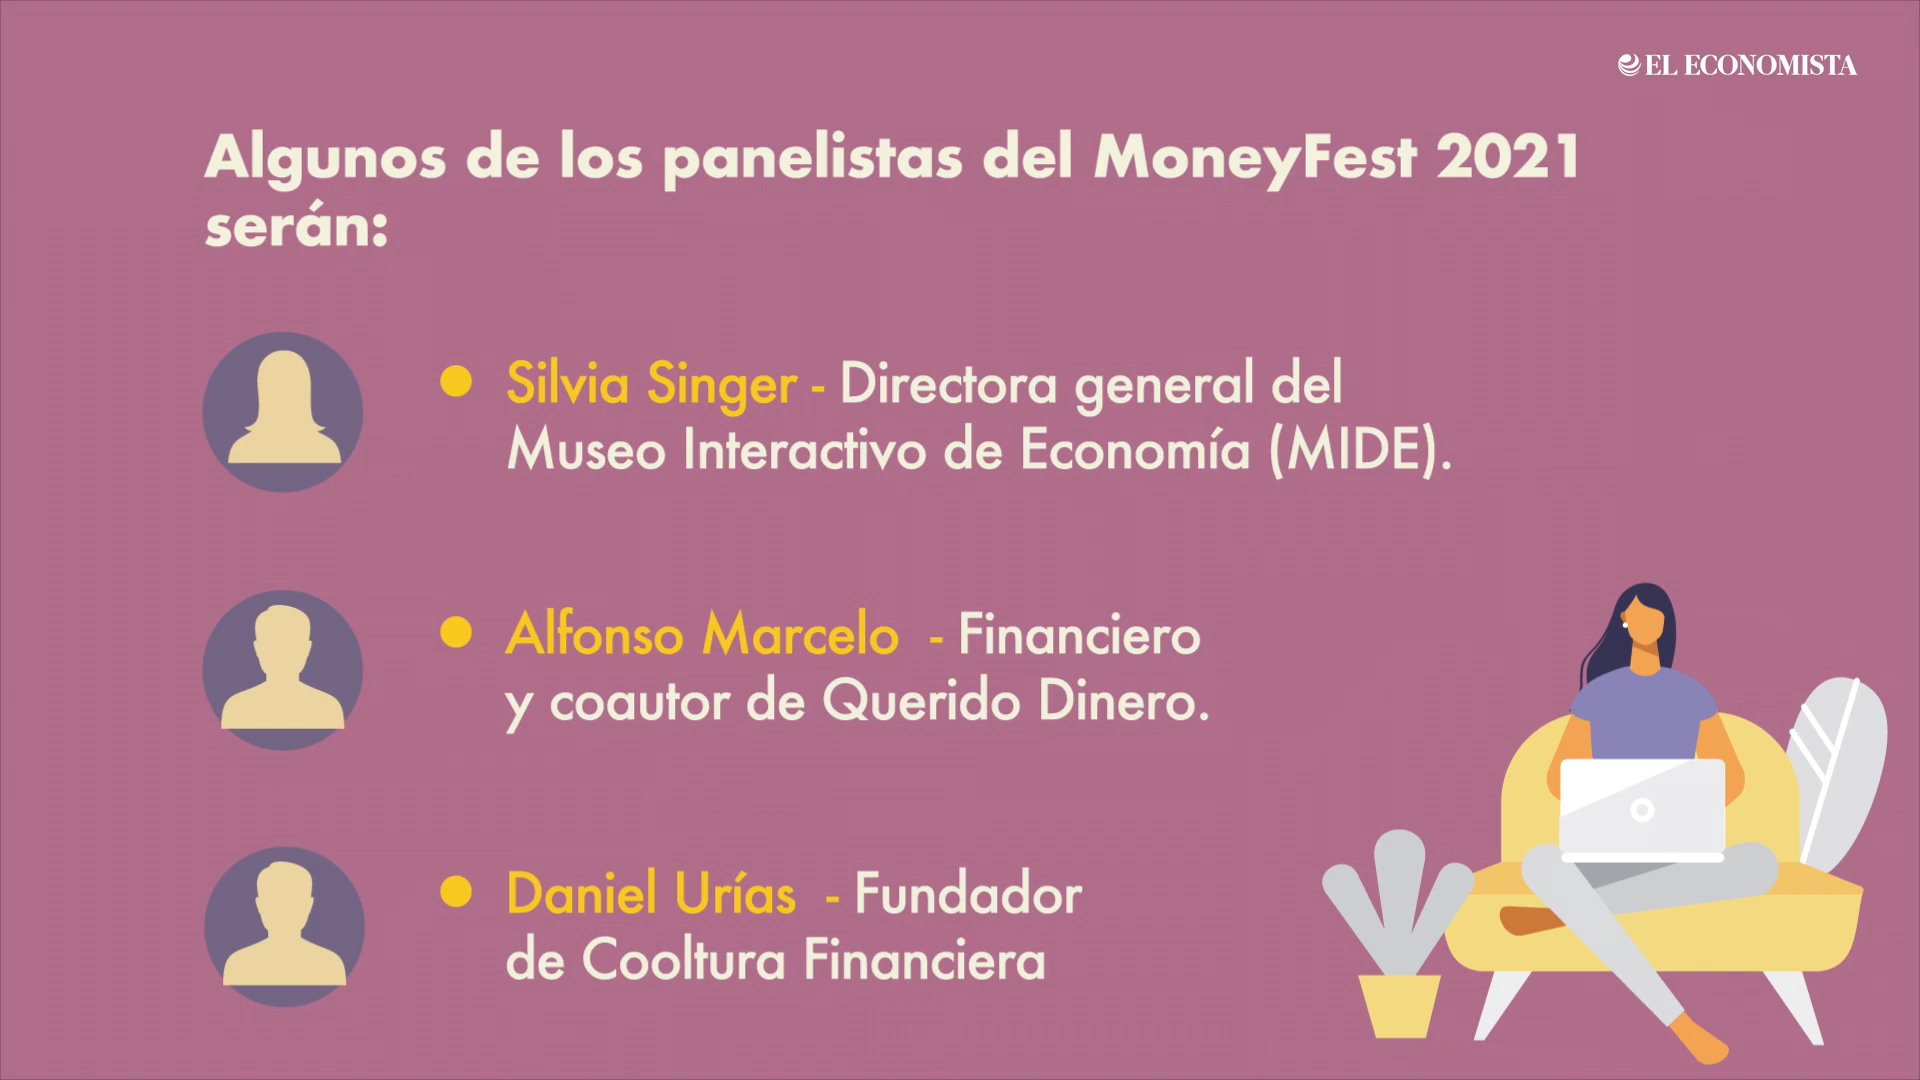 EL ECONOMISTA
Algunos de los panelistas del MoneyFest 2021
serán:
Silvia Singer - Directora general del
Museo Interactivo de Economía (MIDE).
Alfonso Marcelo - Financiero
y coautor de Querido Dinero.
Daniel Urías - Fundador
de Cooltura Financiera